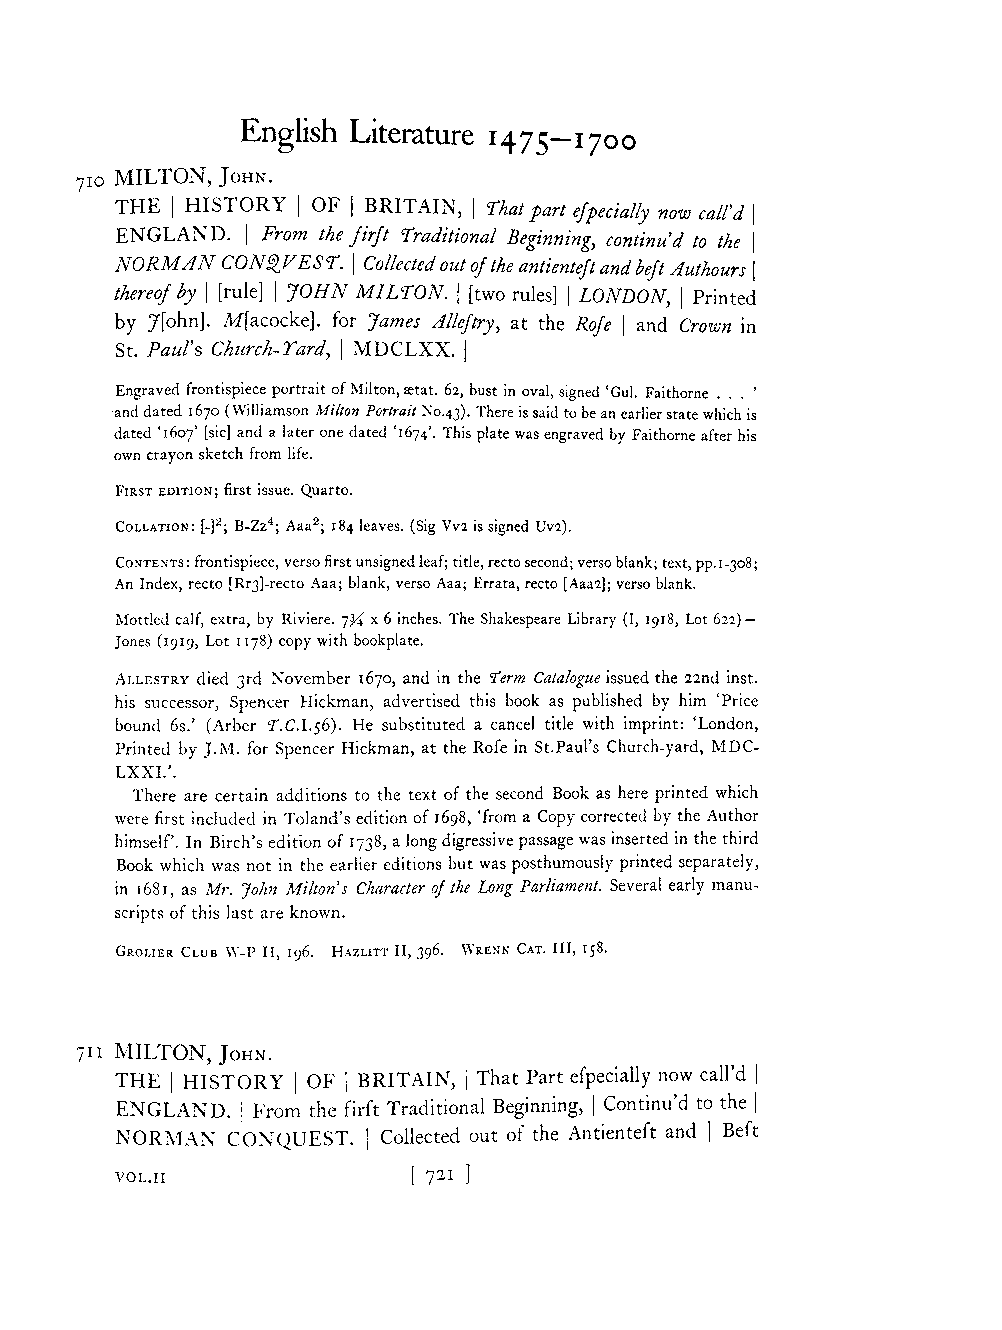 English Literature 1475–1700
710 MILTON, JOHN.
THE | HISTORY | OF | BRITAIN, | That part eſpecially now call'd |
ENGLAND. | From the firſt Traditional Beginning, continu'd to the |
NORMAN CONQVEST. | Collected out of the antienteſt and beſt Authours |
thereof by | [rule] | JOHN MILTON. | [two rules] | LONDON, | Printed
by J[ohn]. M[acocke]. for James Alleſtry, at the Roſe | and Crown in
St. Paul's Church-Yard, | MDCLXX. |
Engraved frontispiece portrait of Milton, ætat. 62, bust in oval, signed 'Gul. Faithorne . . . '
and dated 1670 (Williamson Milton Portrait No.43). There is said to be an earlier state which is
dated '1607' [sic] and a later one dated '1674'. This plate was engraved by Faithorne after his
own crayon sketch from life.
FIRST EDITION; first issue. Quarto.
COLLATION: [-]²; B-Zz⁴; Aaa²; 184 leaves. (Sig Vv2 is signed Uv2).
CONTENTS: frontispiece, verso first unsigned leaf; title, recto second; verso blank; text, pp.1-308;
An Index, recto [Rr3]-recto Aaa; blank, verso Aaa; Errata, recto [Aaa2]; verso blank.
Mottled calf, extra, by Riviere. 7¾ x 6 inches. The Shakespeare Library (I, 1918, Lot 622)—
Jones (1919, Lot 1178) copy with bookplate.
ALLESTRY died 3rd November 1670, and in the Term Catalogue issued the 22nd inst.
his successor, Spencer Hickman, advertised this book as published by him 'Price
bound 6s.' (Arber T.C.I.56). He substituted a cancel title with imprint: 'London,
Printed by J.M. for Spencer Hickman, at the Roſe in St.Paul's Church-yard, MDC-
LXXI.'.
There are certain additions to the text of the second Book as here printed which
were first included in Toland's edition of 1698, 'from a Copy corrected by the Author
himself'. In Birch's edition of 1738, a long digressive passage was inserted in the third
Book which was not in the earlier editions but was posthumously printed separately,
in 1681, as Mr. John Milton's Character of the Long Parliament. Several early manu-
scripts of this last are known.
GROLIER CLUB W-P II, 196. HAZLITT II, 396. WRENN CAT. III, 158.
711 MILTON, JOHN.
THE | HISTORY | OF | BRITAIN, | That Part eſpecially now call'd |
ENGLAND. | From the firſt Traditional Beginning, | Continu'd to the |
NORMAN CONQUEST. | Collected out of the Antienteſt and | Beſt
VOL.II [ 721 ]